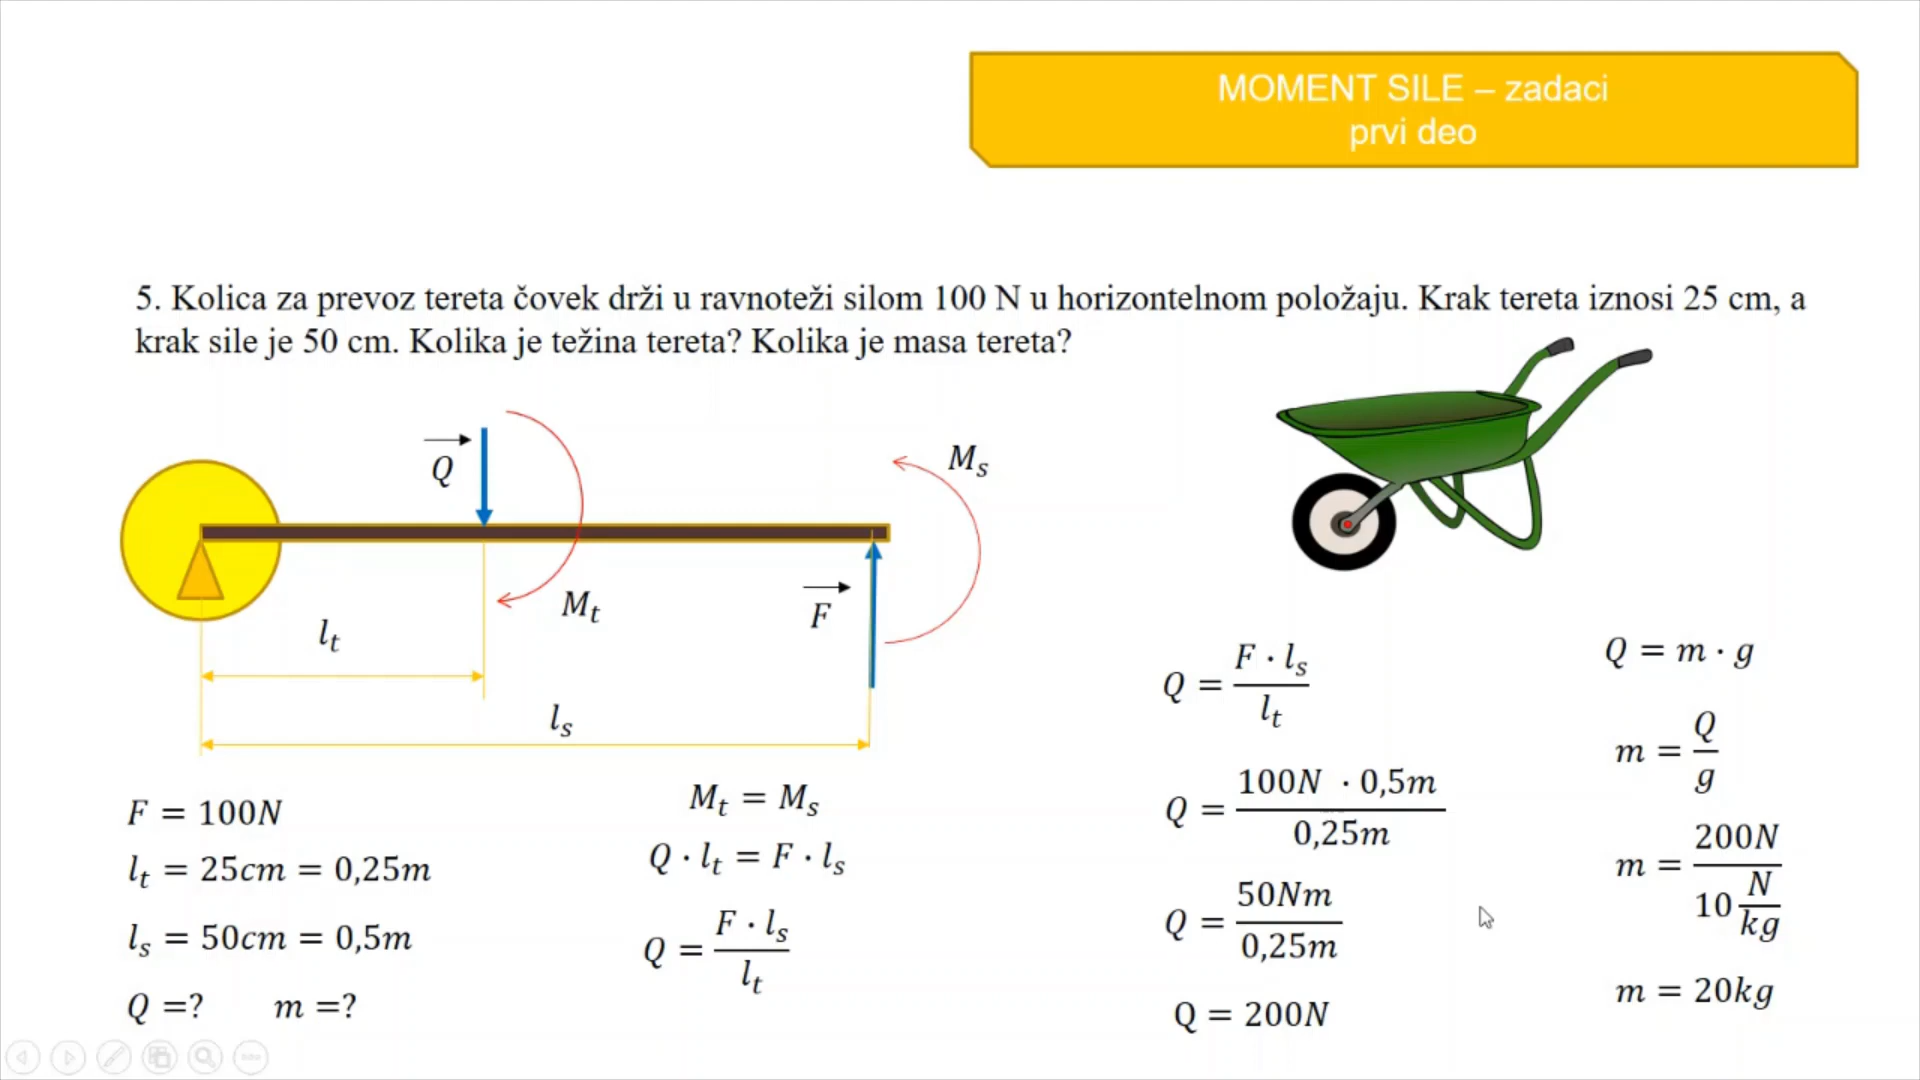 MOMENT SILE – zadaci
prvi deo
5. Kolica za prevoz tereta čovek drži u ravnoteži silom 100 N u horizontelnom položaju. Krak tereta iznosi 25 cm, a
krak sile je 50 cm. Kolika je težina tereta? Kolika je masa tereta?
Q
M_t
F
M_s
l_t
l_s
F = 100N
l_t = 25cm = 0,25m
l_s = 50cm = 0,5m
Q =? m =?
M_t = M_s
Q · l_t = F · l_s
Q = F · l_s / l_t
Q = F · l_s / l_t
Q = 100N · 0,5m / 0,25m
Q = 50Nm / 0,25m
Q = 200N
Q = m · g
m = Q / g
m = 200N / 10 N/kg
m = 20kg